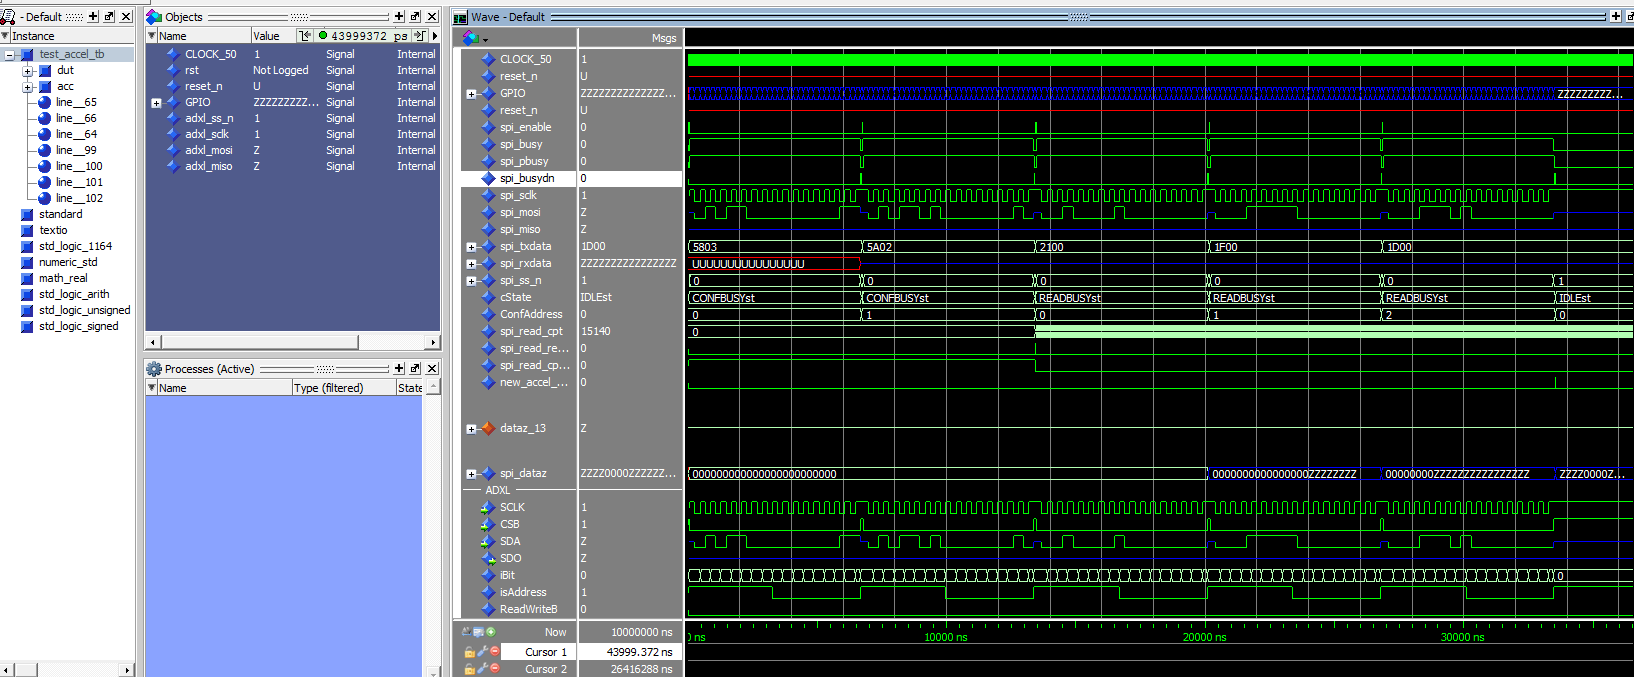 - Default
Instance
test_accel_tb
dut
acc
line__65
line__66
line__64
line__99
line__100
line__101
line__102
standard
textio
std_logic_1164
numeric_std
math_real
std_logic_arith
std_logic_unsigned
std_logic_signed
Objects
Name Value 43999372 ps
CLOCK_50 1 Signal Internal
rst Not Logged Signal Internal
reset_n U Signal Internal
GPIO ZZZZZZZZZ... Signal Internal
adxl_ss_n 1 Signal Internal
adxl_sclk 1 Signal Internal
adxl_mosi Z Signal Internal
adxl_miso Z Signal Internal
Processes (Active)
Name Type (filtered) State
Wave - Default
Msgs
CLOCK_50 1
reset_n U
GPIO ZZZZZZZZZZZZZZ... ZZZZZZZZZ...
reset_n U
spi_enable 0
spi_busy 0
spi_pbusy 0
spi_busydn 0
spi_sclk 1
spi_mosi Z
spi_miso Z
spi_txdata 1D00 5803 5A02 2100 1F00 1D00
spi_rxdata ZZZZZZZZZZZZZZZZ UUUUUUUUUUUUUUUU
spi_ss_n 1 0 0 0 0 0 1
cState IDLEst CONFBUSYst CONFBUSYst READBUSYst READBUSYst READBUSYst IDLEst
ConfAddress 0 0 1 0 1 2 0
spi_read_cpt 15140 0
spi_read_re... 0
spi_read_cp... 0
new_accel_... 0
dataz_13 Z
spi_dataz ZZZZ0000ZZZZZZ... 000000000000000000000000 0000000000000000ZZZZZZZZ 00000000ZZZZZZZZZZZZZZZZ ZZZZ0000Z...
ADXL
SCLK 1
CSB 1
SDA Z
SDO Z
iBit 0 0
isAddress 1
ReadWriteB 0
Now 10000000 ns
ns 10000 ns 20000 ns 30000 ns
Cursor 1 43999.372 ns
Cursor 2 26416288 ns